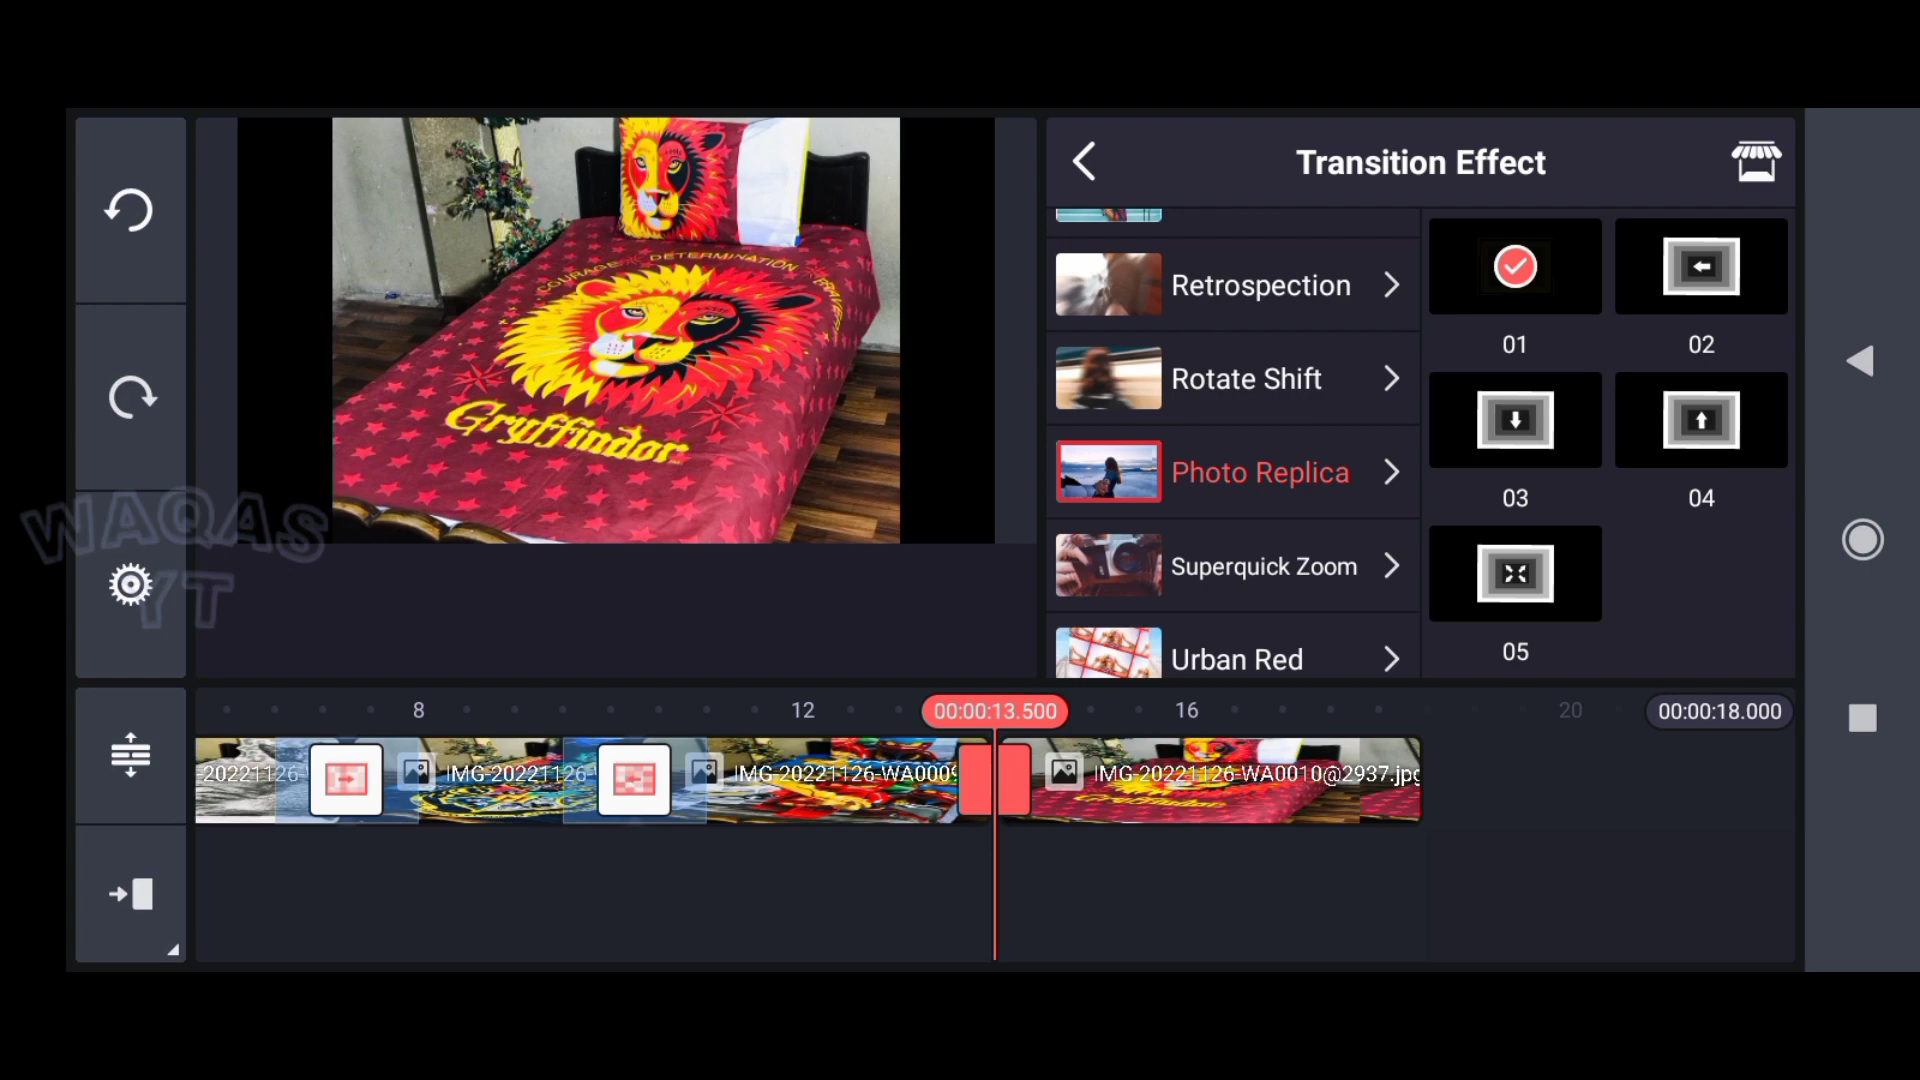 Transition Effect
COURAGE DETERMINATION BRAVERY
Gryffindor
Retrospection
Rotate Shift
Photo Replica
Superquick Zoom
Urban Red
01
02
03
04
05
WAQAS
YT
8
12
00:00:13.500
16
20
00:00:18.000
-20221126-
IMG-20221126-
IMG-20221126-WA0009
IMG-20221126-WA0010@2937.jpg